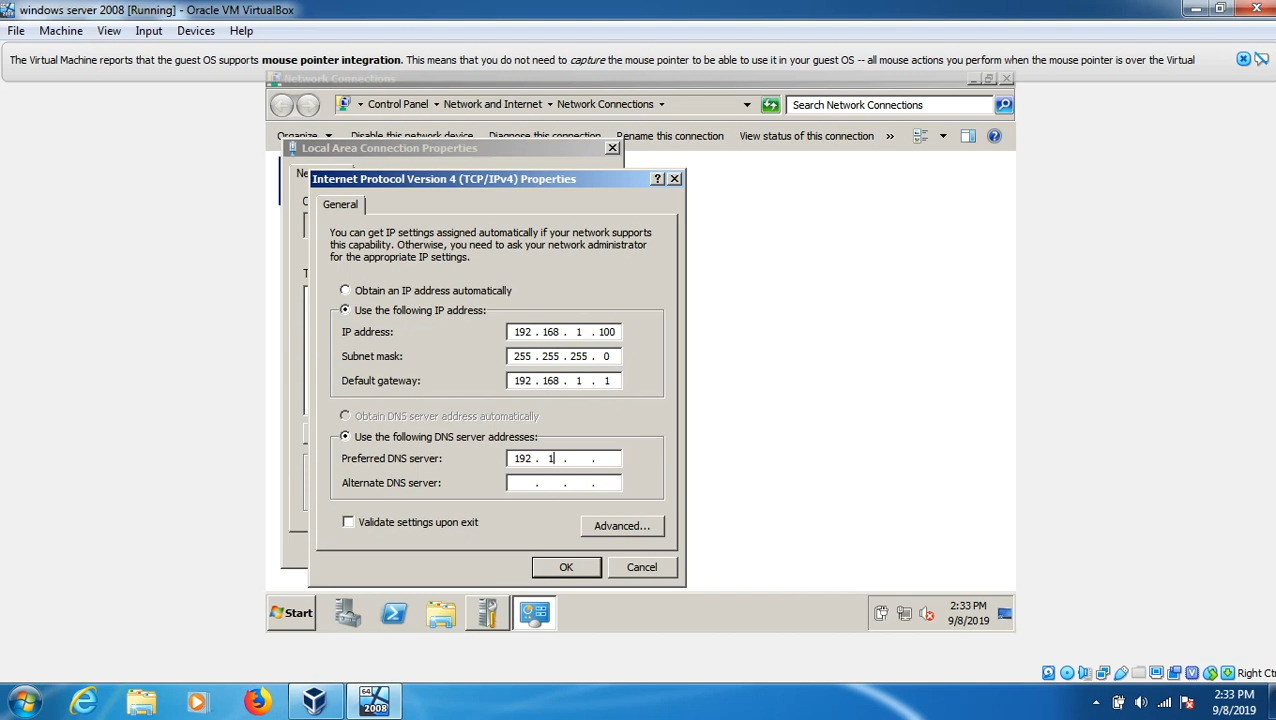 windows server 2008 [Running] - Oracle VM VirtualBox
File Machine View Input Devices Help
The Virtual Machine reports that the guest OS supports mouse pointer integration. This means that you do not need to capture the mouse pointer to be able to use it in your guest OS -- all mouse actions you perform when the mouse pointer is over the Virtual
Network Connections
Control Panel Network and Internet Network Connections Search Network Connections
Organize Disable this network device Diagnose this connection Rename this connection View status of this connection »
Local Area Connection Properties
Internet Protocol Version 4 (TCP/IPv4) Properties
General
You can get IP settings assigned automatically if your network supports
this capability. Otherwise, you need to ask your network administrator
for the appropriate IP settings.
Obtain an IP address automatically
Use the following IP address:
IP address: 192 . 168 . 1 . 100
Subnet mask: 255 . 255 . 255 . 0
Default gateway: 192 . 168 . 1 . 1
Obtain DNS server address automatically
Use the following DNS server addresses:
Preferred DNS server: 192 . 1 . .
Alternate DNS server: . . .
Validate settings upon exit Advanced...
OK Cancel
Start 2:33 PM
9/8/2019
Right Ctrl
64
2008
2:33 PM
9/8/2019